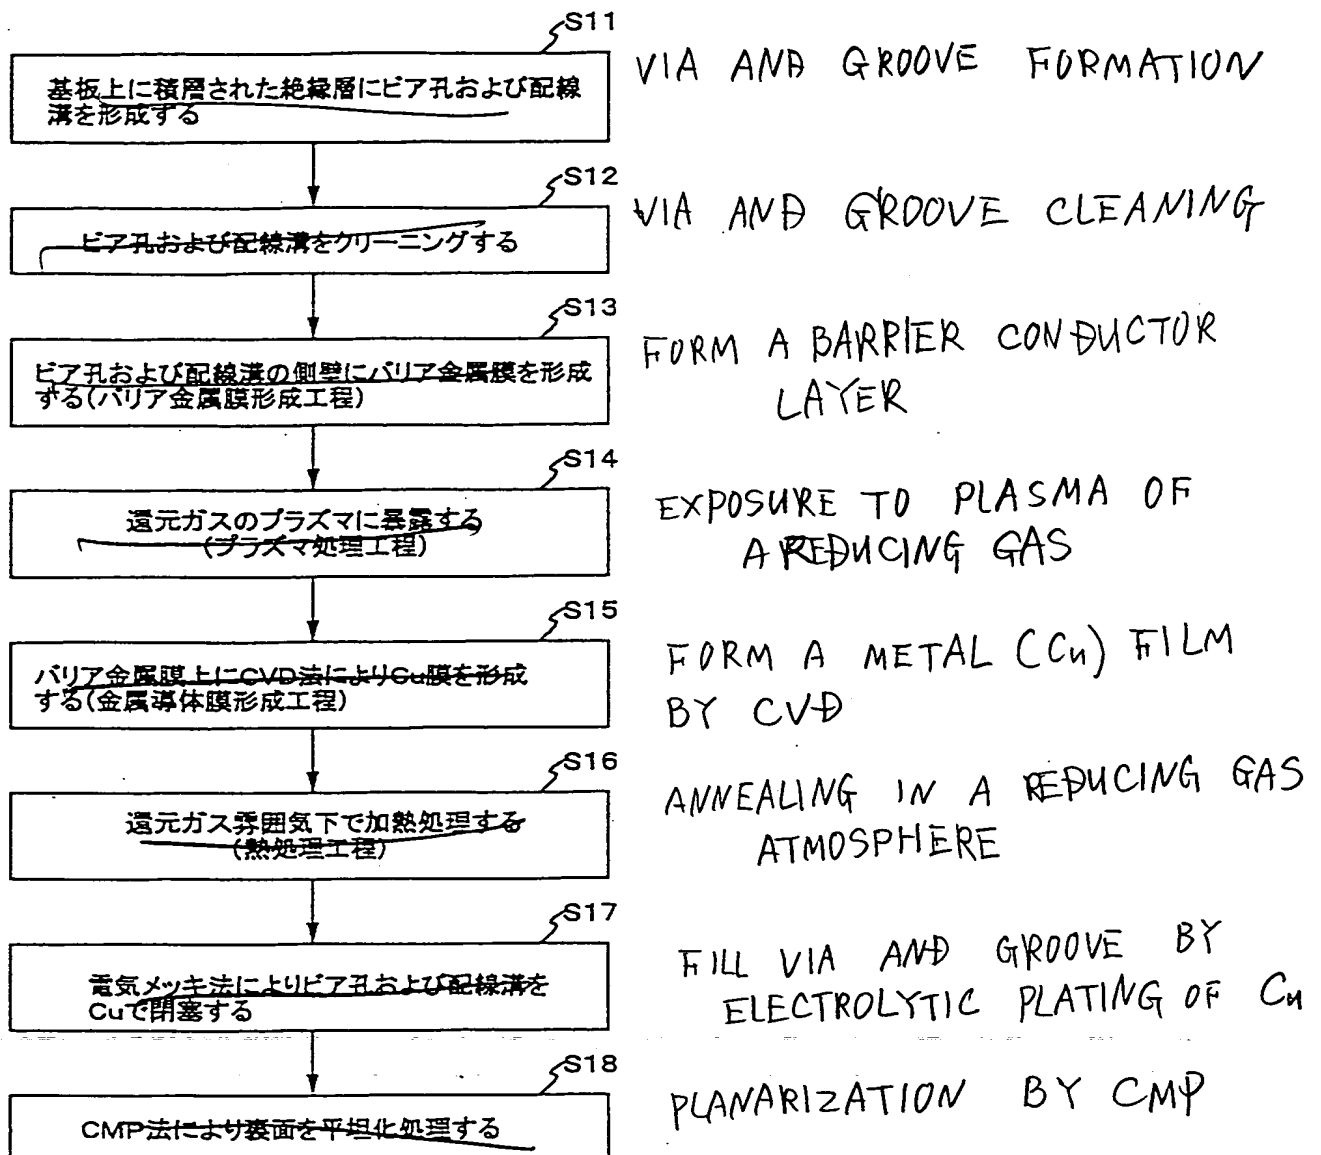 S11
基板上に積層された絶縁層にビア孔および配線
溝を形成する
VIA AND GROOVE FORMATION
S12
ビア孔および配線溝をクリーニングする
VIA AND GROOVE CLEANING
S13
ビア孔および配線溝の側壁にバリア金属膜を形成
する(バリア金属膜形成工程)
FORM A BARRIER CONDUCTOR
LAYER
S14
還元ガスのプラズマに暴露する
(プラズマ処理工程)
EXPOSURE TO PLASMA OF
A REDUCING GAS
S15
バリア金属膜上にCVD法によりCu膜を形成
する(金属導体膜形成工程)
FORM A METAL (Cu) FILM
BY CVD
S16
還元ガス雰囲気下で加熱処理する
(熱処理工程)
ANNEALING IN A REDUCING GAS
ATMOSPHERE
S17
電気メッキ法によりビア孔および配線溝を
Cuで閉塞する
FILL VIA AND GROOVE BY
ELECTROLYTIC PLATING OF Cu
S18
CMP法により表面を平坦化処理する
PLANARIZATION BY CMP